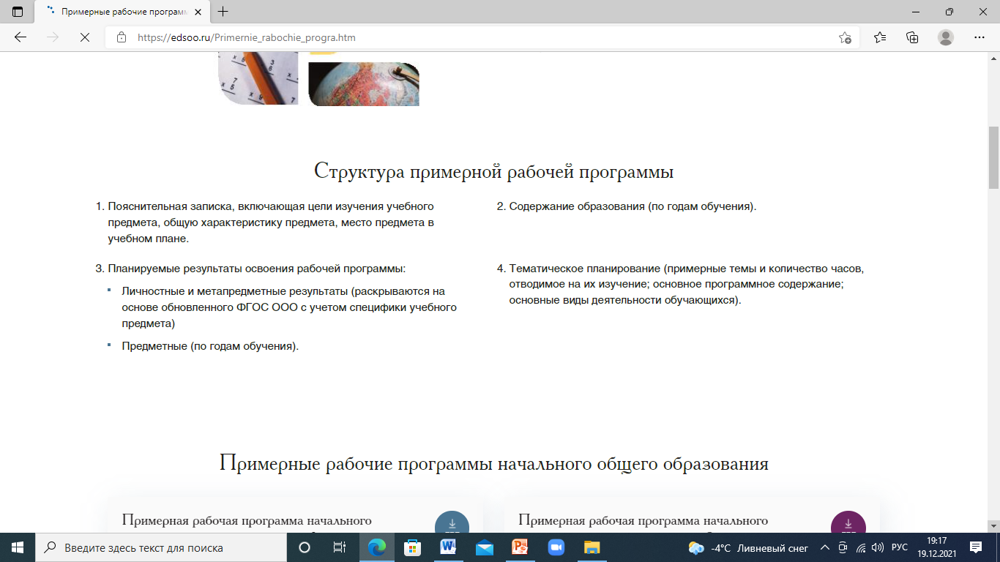 Примерные рабочие программ
https://edsoo.ru/Primernie_rabochie_progra.htm
Структура примерной рабочей программы
1. Пояснительная записка, включающая цели изучения учебного
предмета, общую характеристику предмета, место предмета в
учебном плане.
2. Содержание образования (по годам обучения).
3. Планируемые результаты освоения рабочей программы:
Личностные и метапредметные результаты (раскрываются на
основе обновленного ФГОС ООО с учетом специфики учебного
предмета)
Предметные (по годам обучения).
4. Тематическое планирование (примерные темы и количество часов,
отводимое на их изучение; основное программное содержание;
основные виды деятельности обучающихся).
Примерные рабочие программы начального общего образования
Примерная рабочая программа начального
Примерная рабочая программа начального
Введите здесь текст для поиска
-4°C Ливневый снег
РУС
19:17
19.12.2021